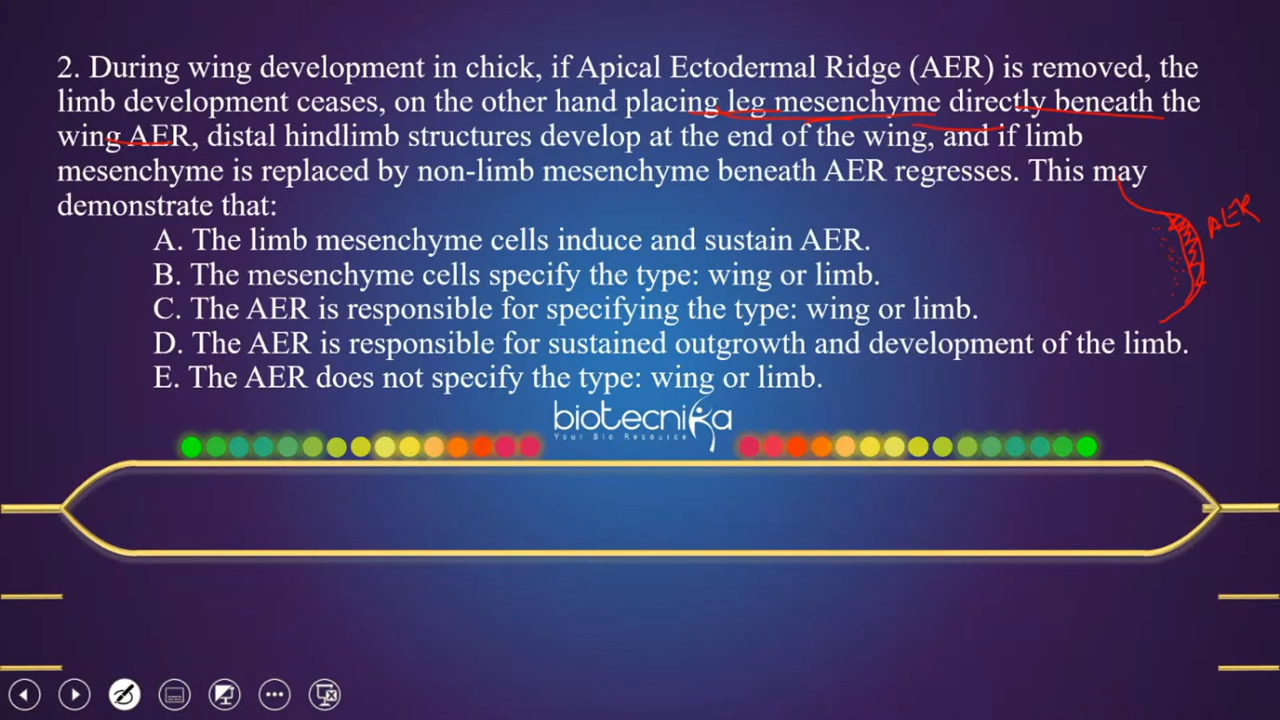 2. During wing development in chick, if Apical Ectodermal Ridge (AER) is removed, the
limb development ceases, on the other hand placing leg mesenchyme directly beneath the
wing AER, distal hindlimb structures develop at the end of the wing, and if limb
mesenchyme is replaced by non-limb mesenchyme beneath AER regresses. This may
demonstrate that:
AER
A. The limb mesenchyme cells induce and sustain AER.
B. The mesenchyme cells specify the type: wing or limb.
C. The AER is responsible for specifying the type: wing or limb.
D. The AER is responsible for sustained outgrowth and development of the limb.
E. The AER does not specify the type: wing or limb.
biotecnika
Your Bio Resource